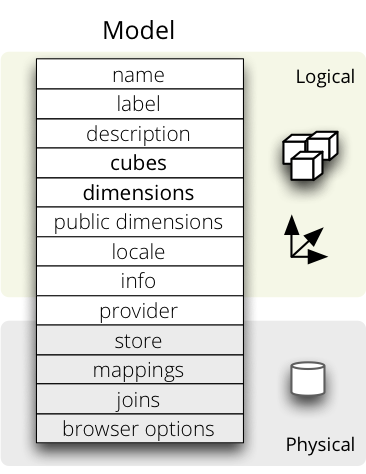 Model
Logical
name
label
description
cubes
dimensions
public dimensions
locale
info
provider
store
mappings
joins
browser options
Physical